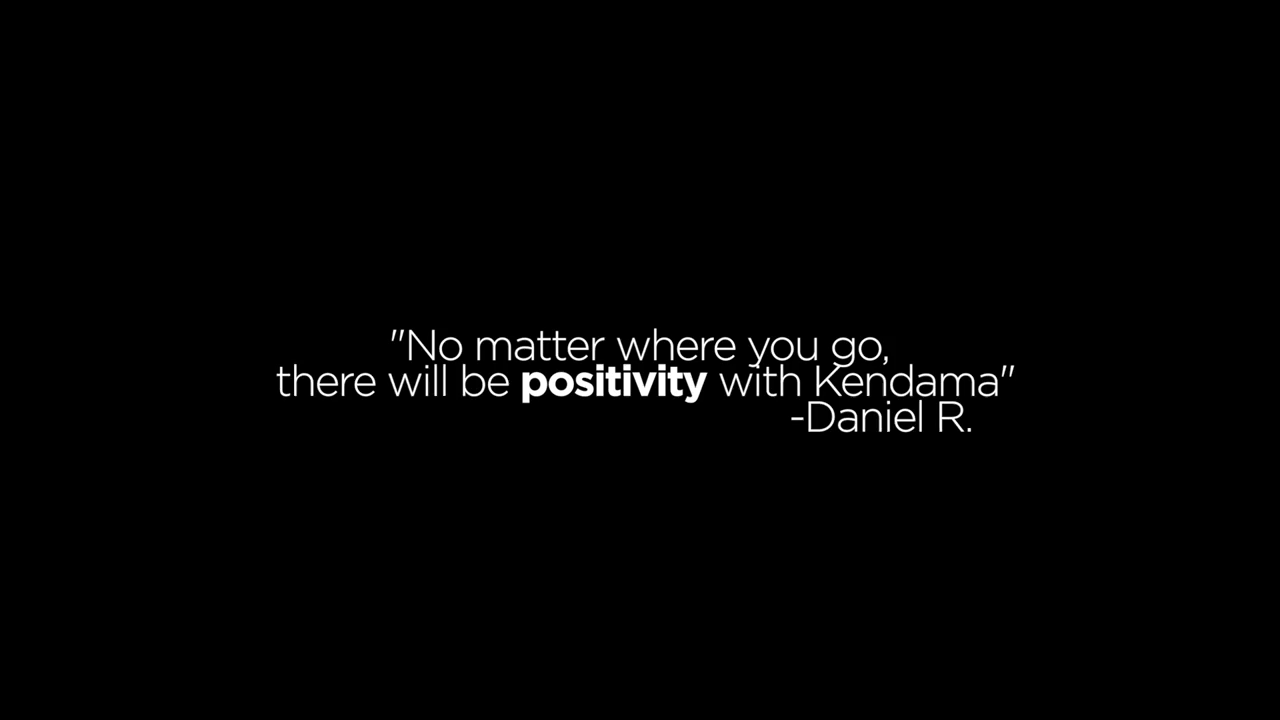 "No matter where you go,
there will be positivity with Kendama"
-Daniel R.